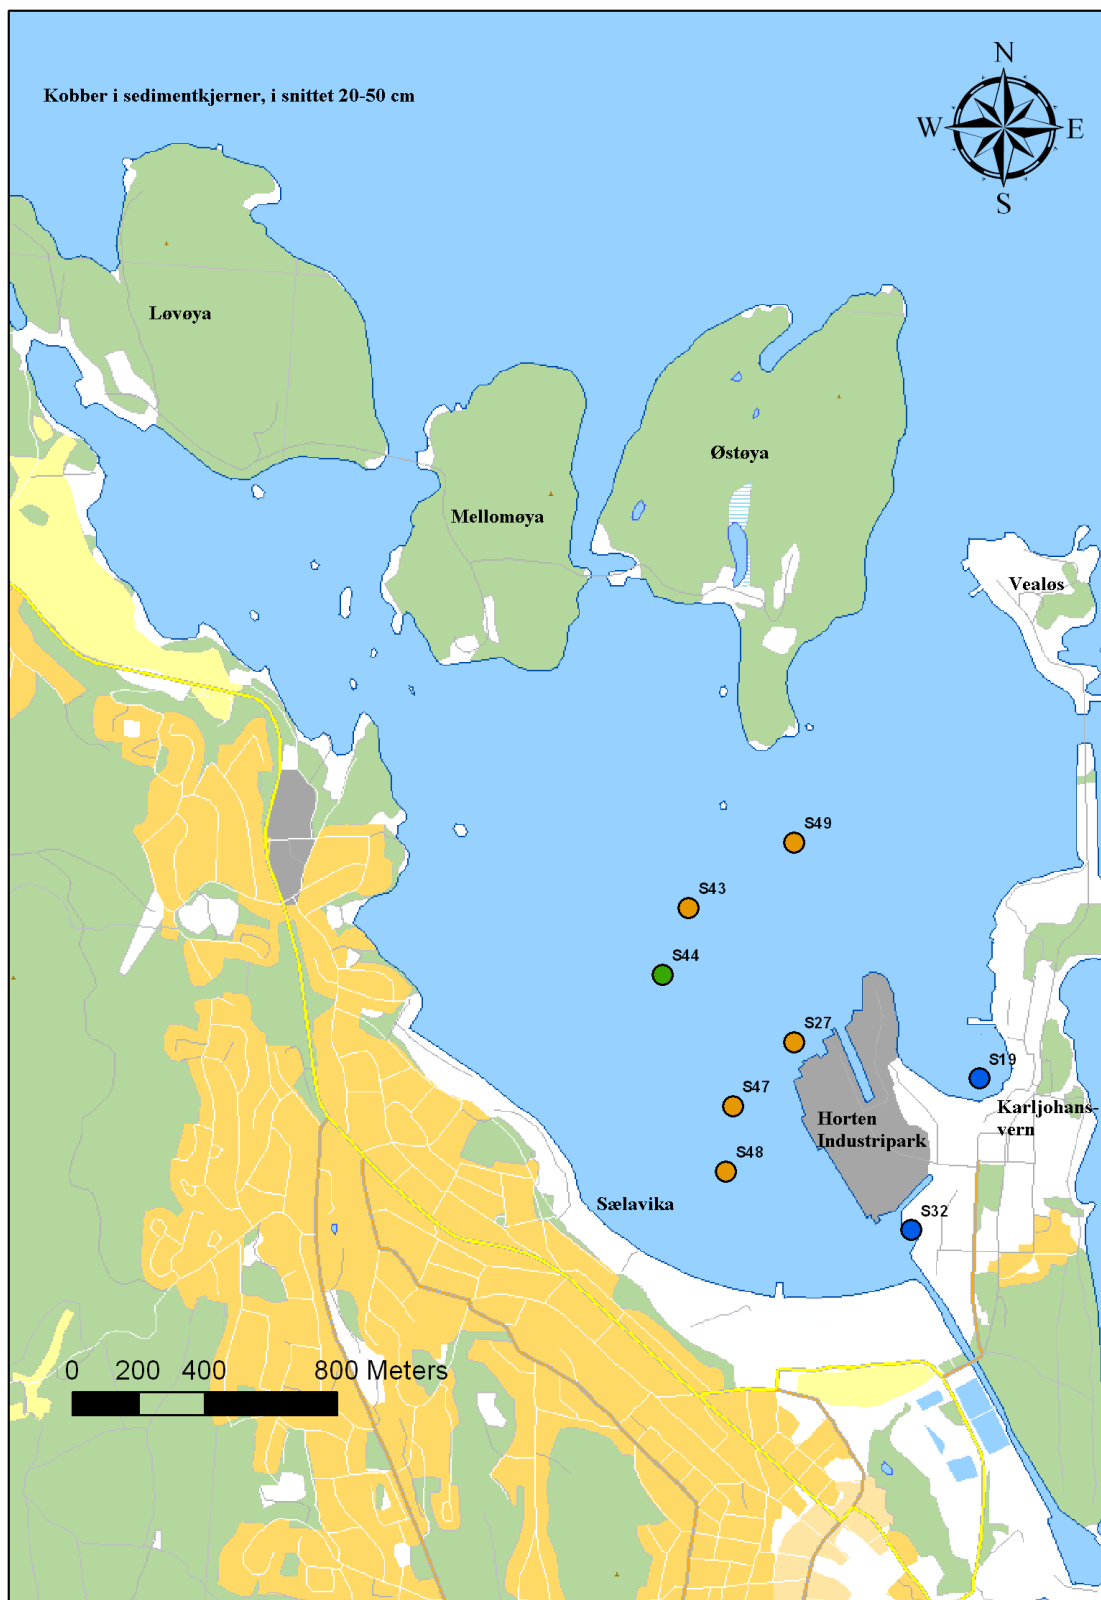 N
Kobber i sedimentkjerner, i snittet 20-50 cm
W
E
S
Løvøya
Østøya
Mellomøya
Vealøs
S49
S43
S44
S27
S19
S47
Karljohans-
vern
Horten
Industripark
S48
Sælavika
S32
0 200 400 800 Meters